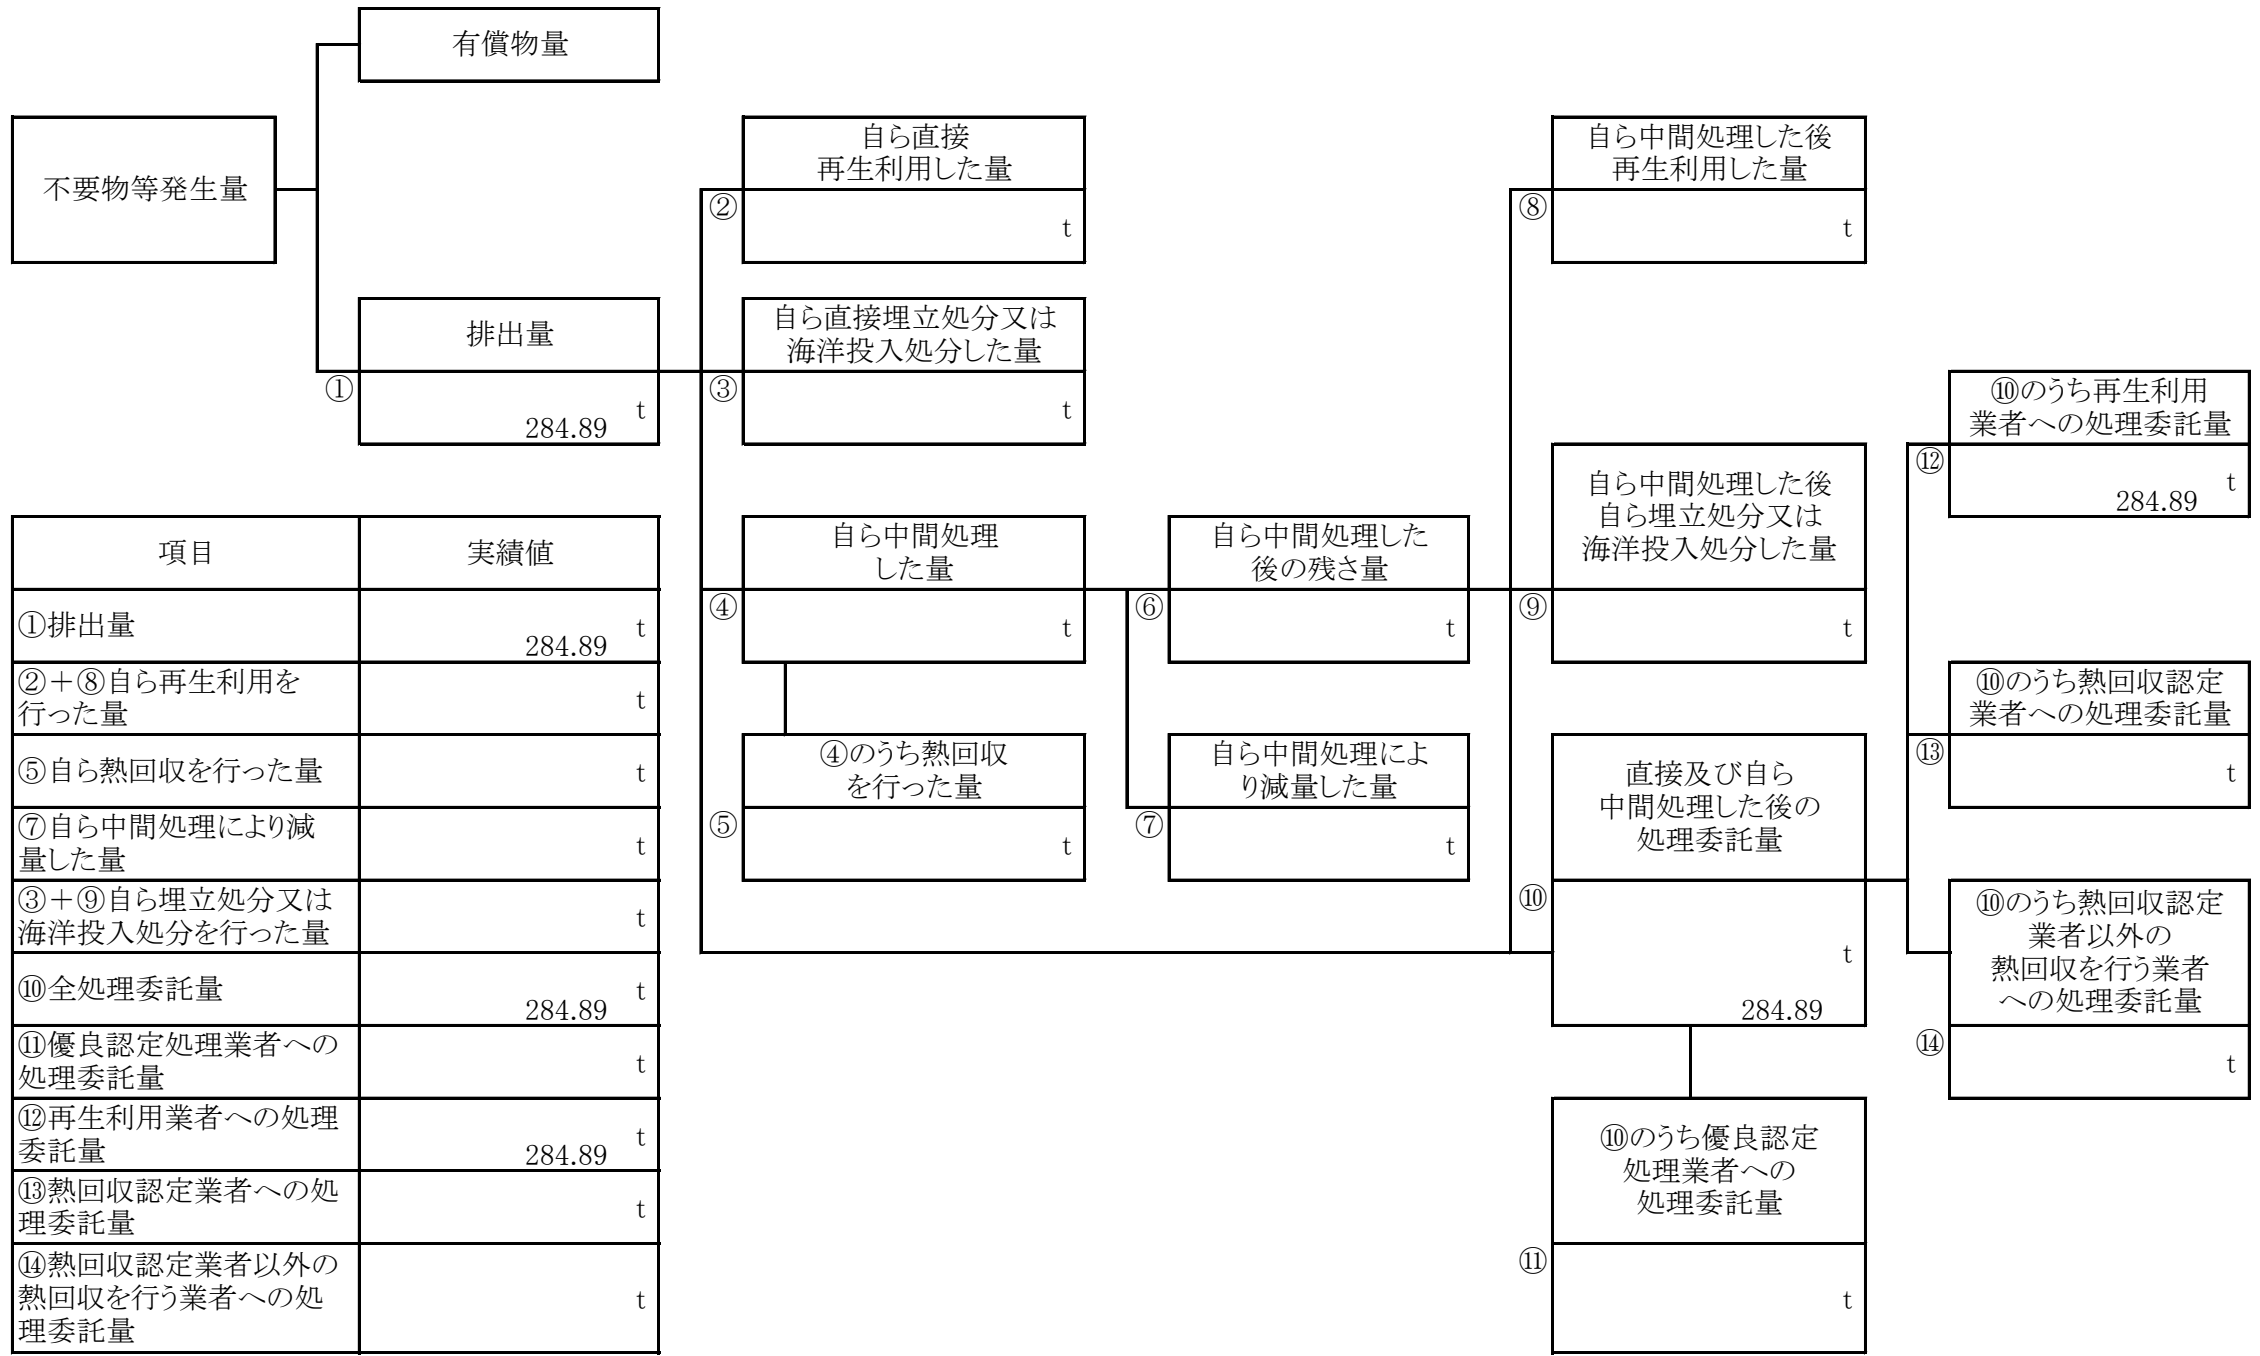 有償物量
不要物等発生量
自ら直接
再生利用した量
②
t
自ら中間処理した後
再生利用した量
⑧
t
排出量
①
t
284.89
自ら直接埋立処分又は
海洋投入処分した量
③
t
⑩のうち再生利用
業者への処理委託量
⑫
t
284.89
自ら中間処理した後
自ら埋立処分又は
海洋投入処分した量
⑨
t
自ら中間処理
した量
④
t
自ら中間処理した
後の残さ量
⑥
t
⑩のうち熱回収認定
業者への処理委託量
⑬
t
④のうち熱回収
を行った量
⑤
t
自ら中間処理によ
り減量した量
⑦
t
直接及び自ら
中間処理した後の
処理委託量
⑩
t
284.89
⑩のうち熱回収認定
業者以外の
熱回収を行う業者
への処理委託量
⑭
t
⑩のうち優良認定
処理業者への
処理委託量
⑪
t
項目 実績値
①排出量 t
284.89
②＋⑧自ら再生利用を
行った量 t
⑤自ら熱回収を行った量 t
⑦自ら中間処理により減
量した量 t
③＋⑨自ら埋立処分又は
海洋投入処分を行った量 t
⑩全処理委託量 t
284.89
⑪優良認定処理業者への
処理委託量 t
⑫再生利用業者への処理
委託量 t
284.89
⑬熱回収認定業者への処
理委託量 t
⑭熱回収認定業者以外の
熱回収を行う業者への処
理委託量 t